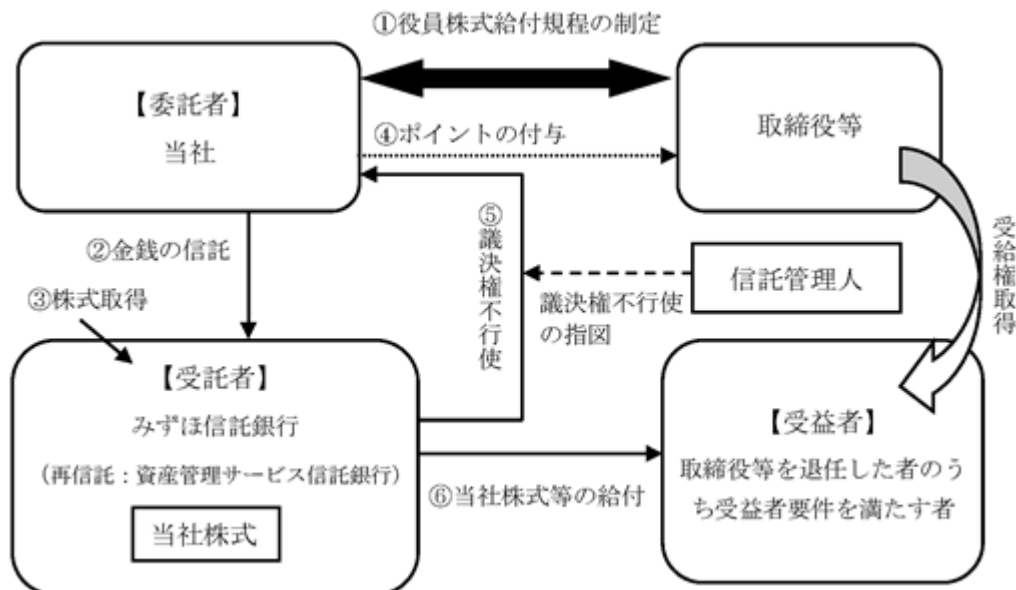 ①役員株式給付規程の制定
【委託者】
当社
取締役等
④ポイントの付与
②金銭の信託
⑤議決権不行使
議決権不行使
の指図
信託管理人
受給権取得
③株式取得
【受託者】
みずほ信託銀行
（再信託：資産管理サービス信託銀行）
当社株式
⑥当社株式等の給付
【受益者】
取締役等を退任した者のう
ち受益者要件を満たす者